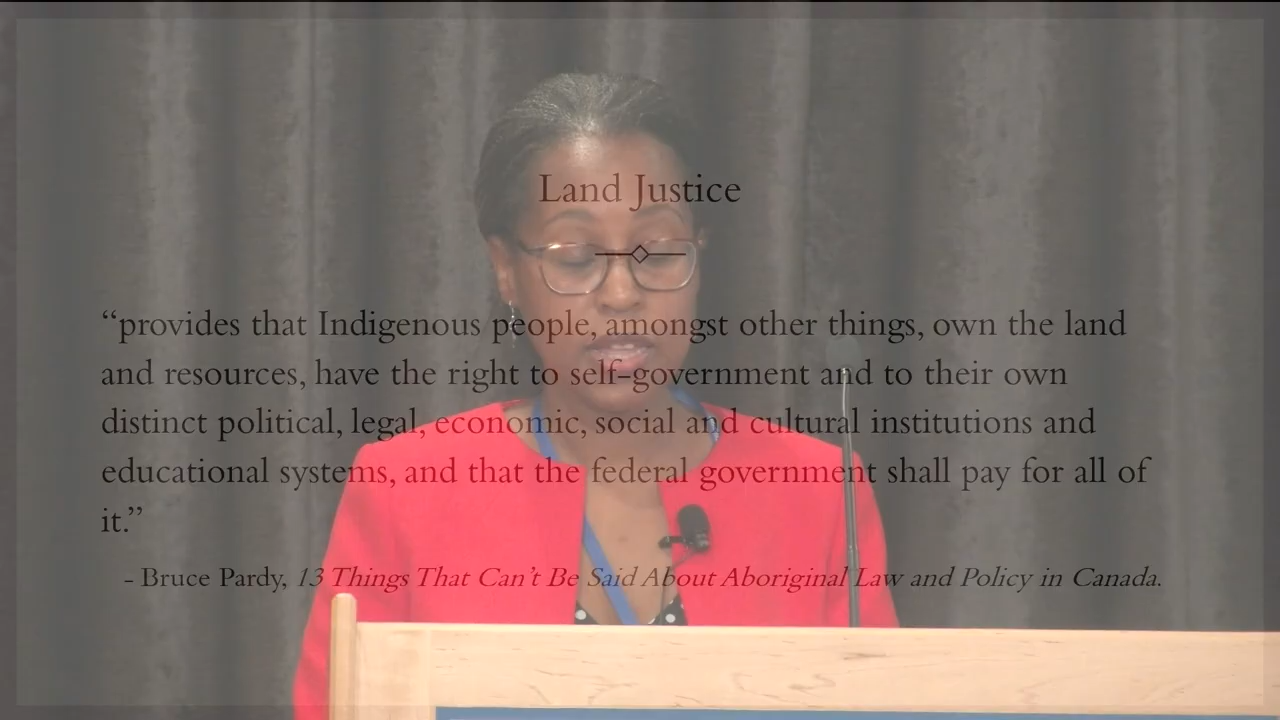 Land Justice
“provides that Indigenous people, amongst other things, own the land
and resources, have the right to self-government and to their own
distinct political, legal, economic, social and cultural institutions and
educational systems, and that the federal government shall pay for all of
it.”
- Bruce Pardy, 13 Things That Can’t Be Said About Aboriginal Law and Policy in Canada.